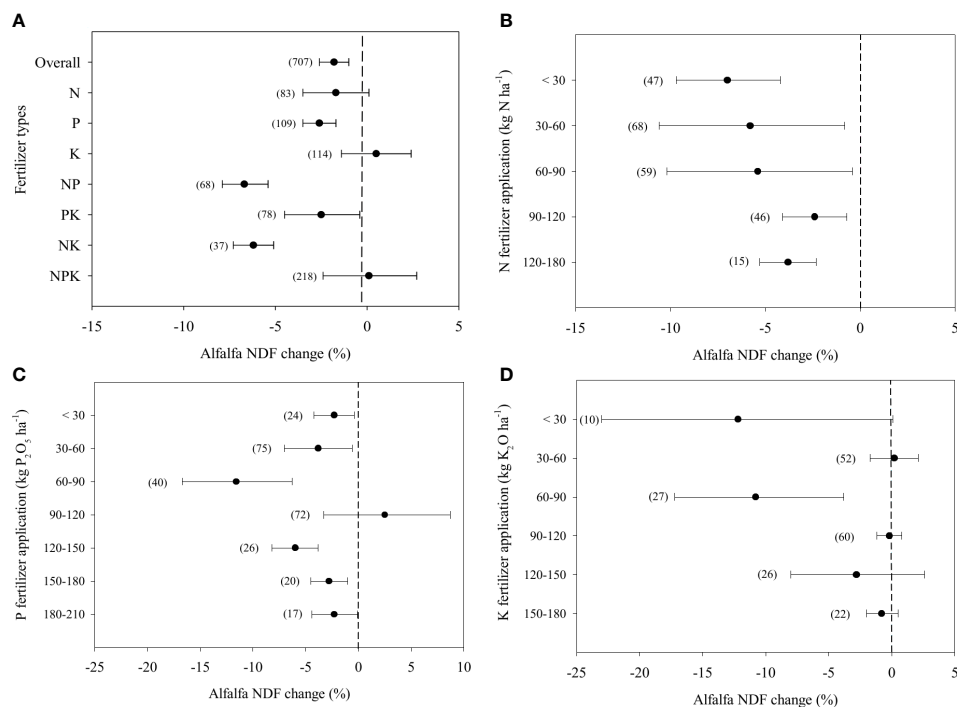 A
Fertilizer types
Overall (707)
N (83)
P (109)
K (114)
NP (68)
PK (78)
NK (37)
NPK (218)
-15 -10 -5 0 5
Alfalfa NDF change (%)
B
N fertilizer application (kg N ha⁻¹)
< 30 (47)
30-60 (68)
60-90 (59)
90-120 (46)
120-180 (15)
-15 -10 -5 0 5
Alfalfa NDF change (%)
C
P fertilizer application (kg P₂O₅ ha⁻¹)
< 30 (24)
30-60 (75)
60-90 (40)
90-120 (72)
120-150 (26)
150-180 (20)
180-210 (17)
-25 -20 -15 -10 -5 0 5 10
Alfalfa NDF change (%)
D
K fertilizer application (kg K₂O ha⁻¹)
< 30 (10)
30-60 (52)
60-90 (27)
90-120 (60)
120-150 (26)
150-180 (22)
-25 -20 -15 -10 -5 0 5
Alfalfa NDF change (%)